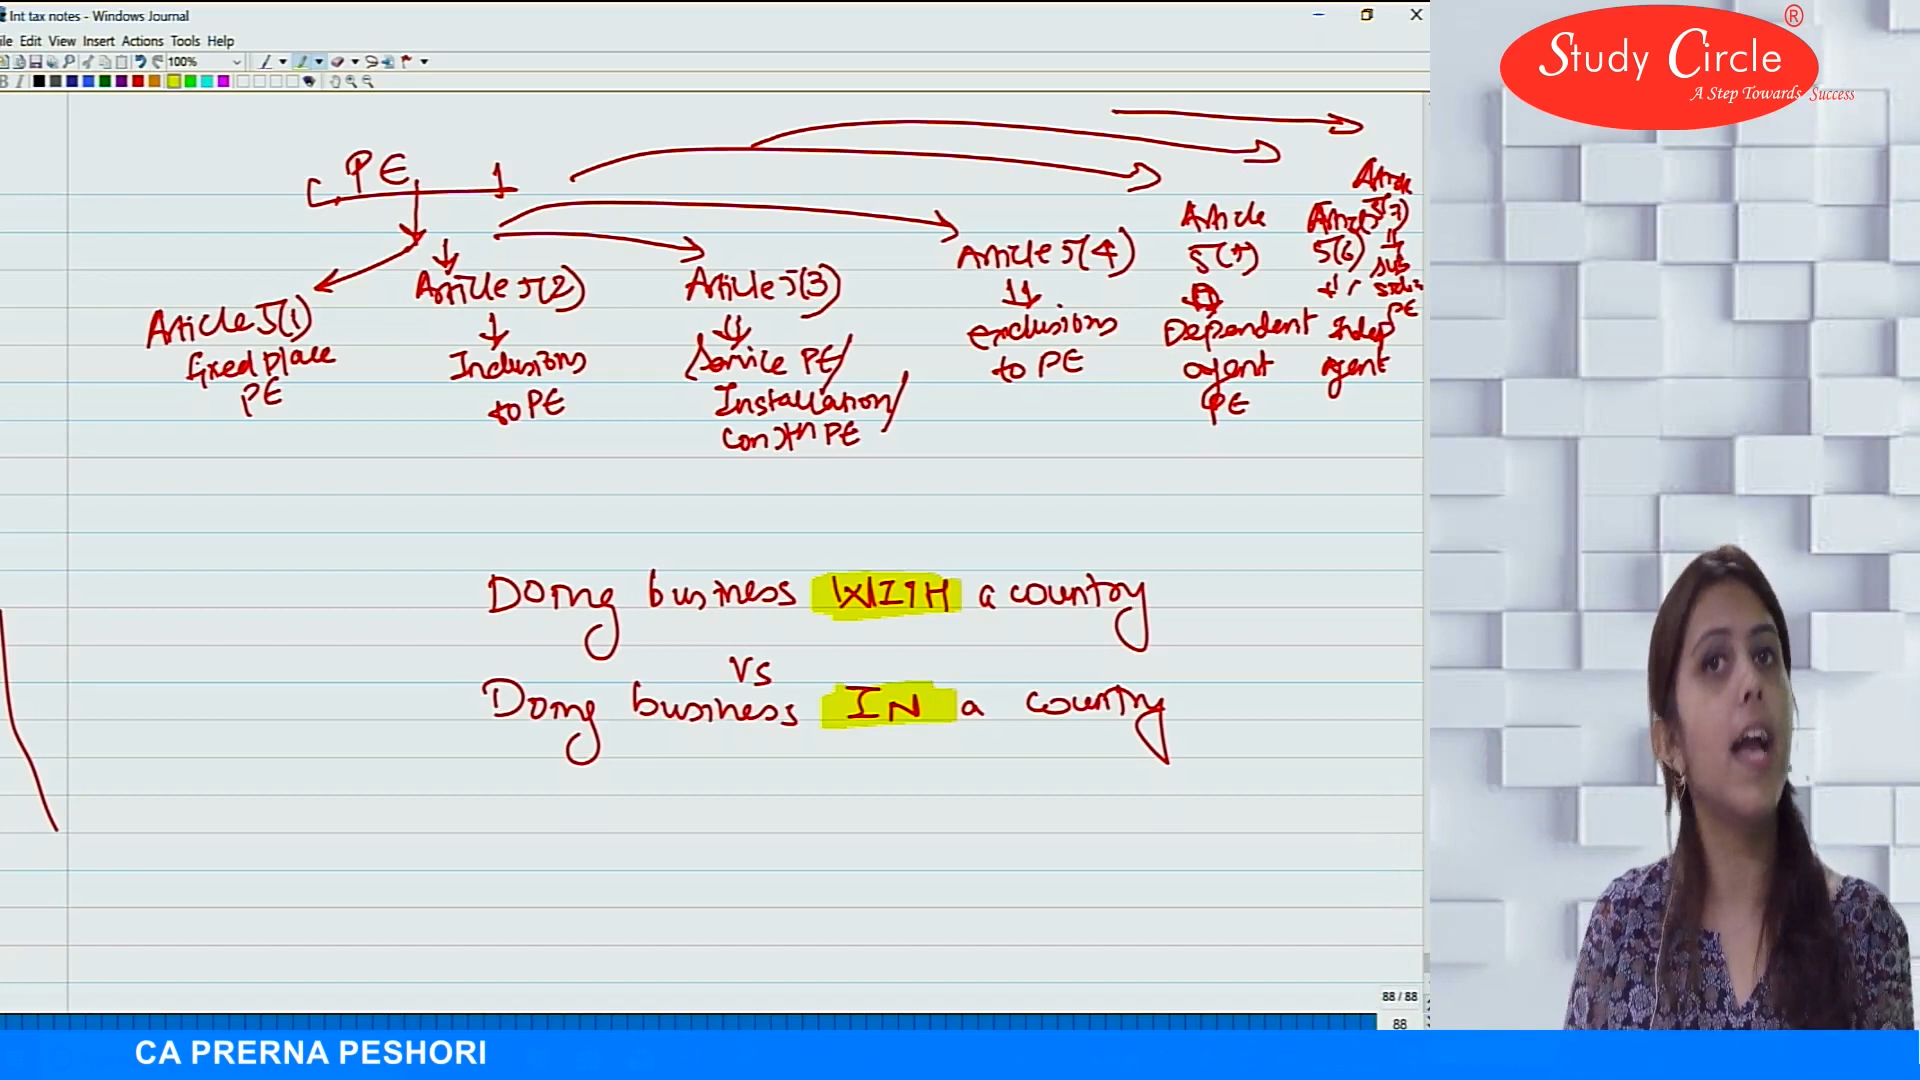 Int tax notes - Windows Journal
ile Edit View Insert Actions Tools Help
100%
B I
Study Circle ®
A Step Towards Success
PE
Article 5(1)
fixed place
PE
Article 5(2)
Inclusions
to PE
Article 5(3)
Service PE/
Installation/
constn PE
Article 5(4)
exclusions
to PE
Article
5(5)
Dependent
agent
PE
Article
5(6)
Indep
agent
Article
5(7)
PE
Doing business WITH a country
VS
Doing business IN a country
88 / 88
88
CA PRERNA PESHORI